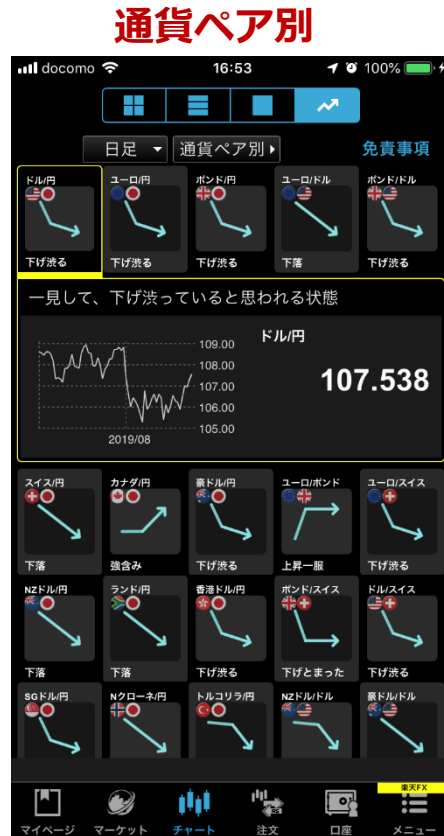 通貨ペア別
docomo 16:53 100%
日足 通貨ペア別 免責事項
ドル/円 ユーロ/円 ポンド/円 ユーロ/ドル ポンド/ドル
下げ渋る 下げ渋る 下げ渋る 下落 下げ渋る
一見して、下げ渋っていると思われる状態
ドル/円
107.538
109.00
108.00
107.00
106.00
105.00
2019/08
スイス/円 カナダ/円 豪ドル/円 ユーロ/ポンド ユーロ/スイス
下落 強含み 下げ渋る 上昇一服 下げ渋る
NZドル/円 ランド/円 香港ドル/円 ポンド/スイス ドル/スイス
下落 下落 下げ渋る 下げとまった 下げ渋る
SGドル/円 Nクローネ/円 トルコリラ/円 NZドル/ドル 豪ドル/ドル
楽天FX
マイページ マーケット チャート 注文 口座 メニュー